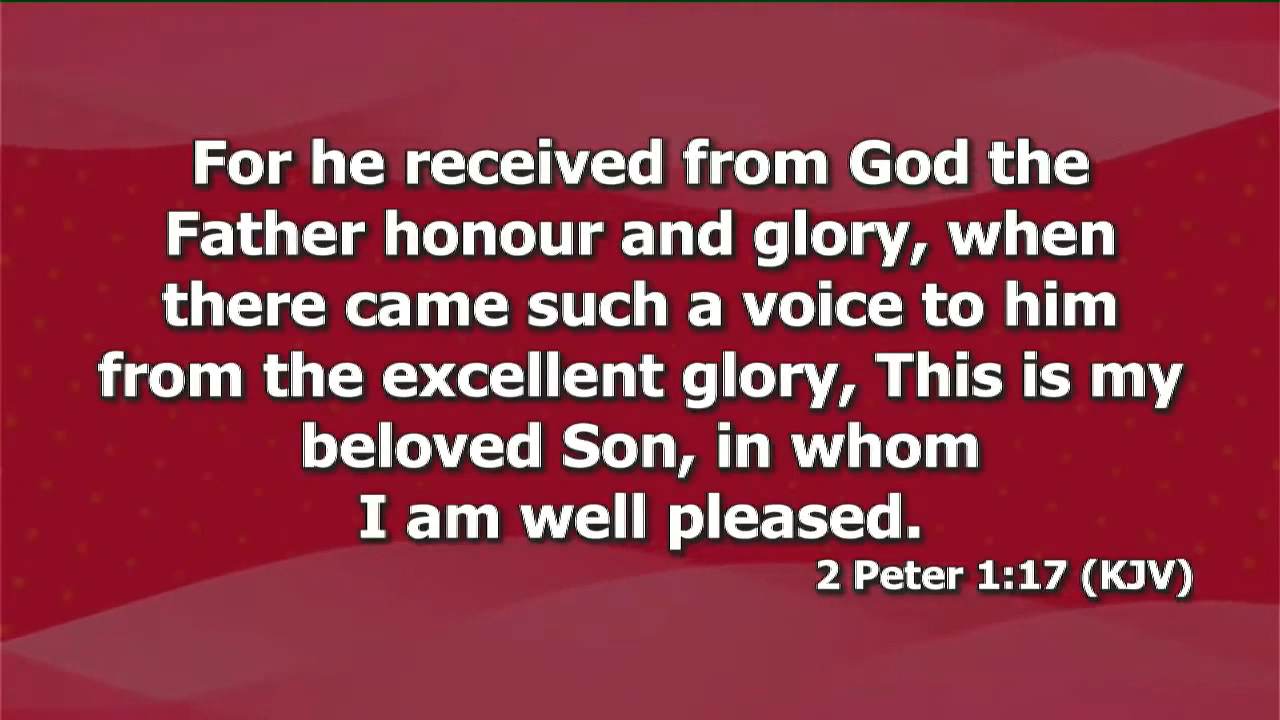 For he received from God the
Father honour and glory, when
there came such a voice to him
from the excellent glory, This is my
beloved Son, in whom
I am well pleased.
2 Peter 1:17 (KJV)